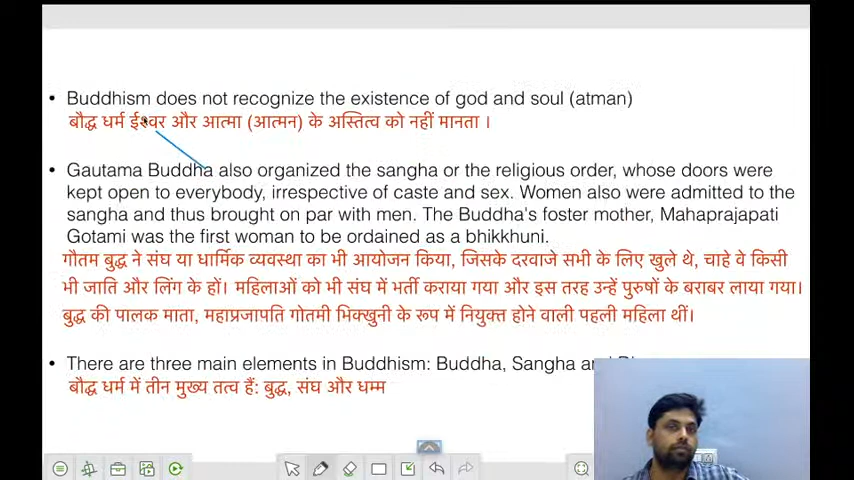 • Buddhism does not recognize the existence of god and soul (atman)
बौद्ध धर्म ईश्वर और आत्मा (आत्मन) के अस्तित्व को नहीं मानता ।
• Gautama Buddha also organized the sangha or the religious order, whose doors were
kept open to everybody, irrespective of caste and sex. Women also were admitted to the
sangha and thus brought on par with men. The Buddha's foster mother, Mahaprajapati
Gotami was the first woman to be ordained as a bhikkhuni.
गौतम बुद्ध ने संघ या धार्मिक व्यवस्था का भी आयोजन किया, जिसके दरवाजे सभी के लिए खुले थे, चाहे वे किसी
भी जाति और लिंग के हों। महिलाओं को भी संघ में भर्ती कराया गया और इस तरह उन्हें पुरुषों के बराबर लाया गया।
बुद्ध की पालक माता, महाप्रजापति गोतमी भिक्खुनी के रूप में नियुक्त होने वाली पहली महिला थीं।
• There are three main elements in Buddhism: Buddha, Sangha and
बौद्ध धर्म में तीन मुख्य तत्व हैं: बुद्ध, संघ और धम्म